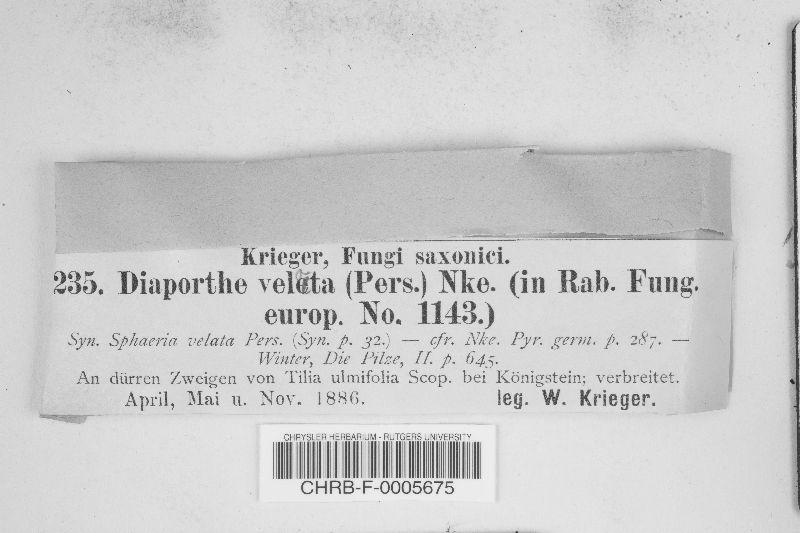 Krieger, Fungi saxonici.
235. Diaporthe velata (Pers.) Nke. (in Rab. Fung.
europ. No. 1143.)
Syn. Sphaeria velata Pers. (Syn. p. 32.) — cfr. Nke. Pyr. germ. p. 287. —
Winter, Die Pilze, II. p. 645.
An dürren Zweigen von Tilia ulmifolia Scop. bei Königstein; verbreitet.
April, Mai u. Nov. 1886. leg. W. Krieger.
CHRYSLER HERBARIUM - RUTGERS UNIVERSITY
CHRB-F-0005675